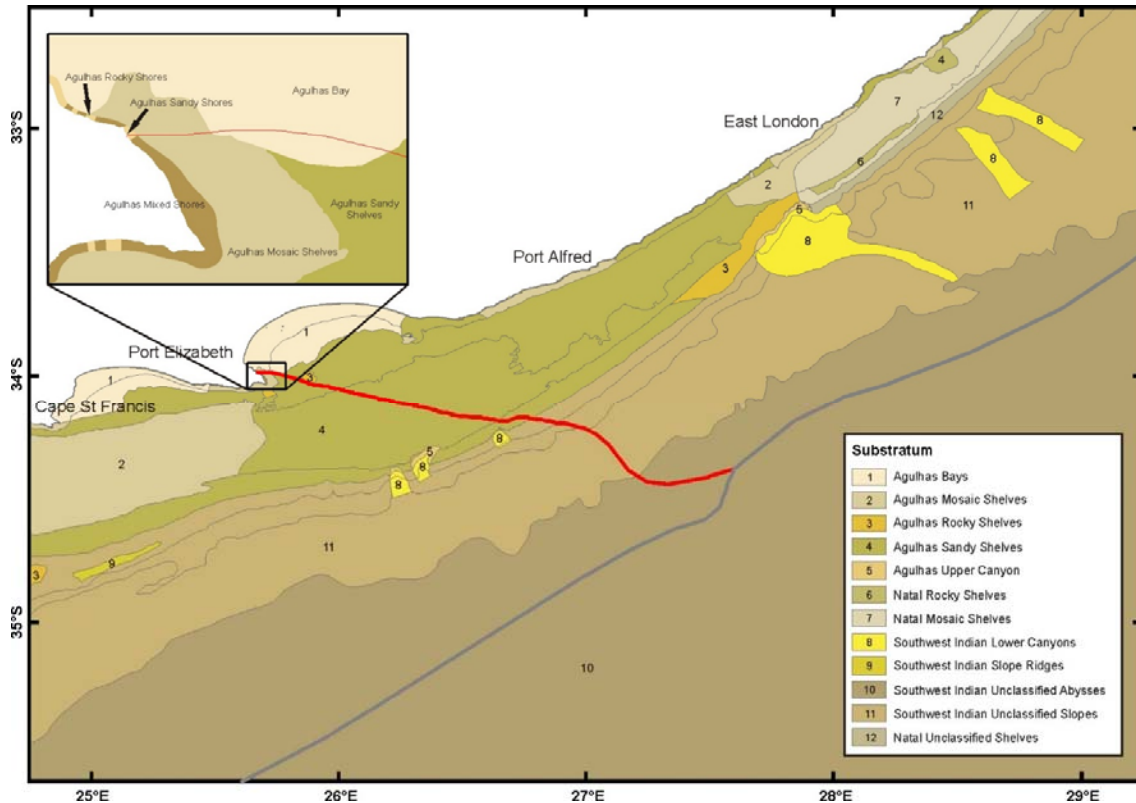 Agulhas Rocky Shores
Agulhas Sandy Shores
Agulhas Bay
Agulhas Mixed Shores
Agulhas Sandy
Shelves
Agulhas Mosaic Shelves
33°S
34°S
35°S
East London
Port Alfred
Port Elizabeth
Cape St Francis
4
7
12
8
6
8
2
11
5
8
3
1
3
1
4
2
8
5
8
8
11
9
3
10
Substratum
1 Agulhas Bays
2 Agulhas Mosaic Shelves
3 Agulhas Rocky Shelves
4 Agulhas Sandy Shelves
5 Agulhas Upper Canyon
6 Natal Rocky Shelves
7 Natal Mosaic Shelves
8 Southwest Indian Lower Canyons
9 Southwest Indian Slope Ridges
10 Southwest Indian Unclassified Abysses
11 Southwest Indian Unclassified Slopes
12 Natal Unclassified Shelves
25°E
26°E
27°E
28°E
29°E